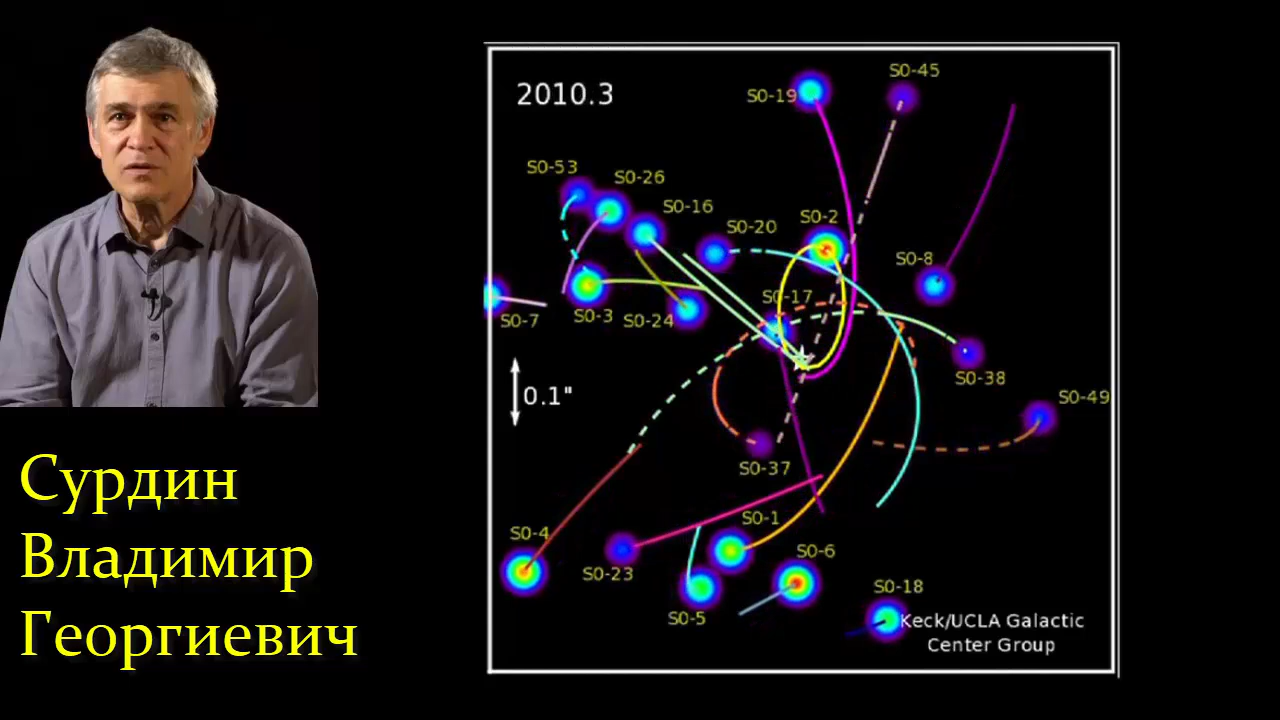 Сурдин
Владимир
Георгиевич
2010.3
S0-45
S0-19
S0-53
S0-26
S0-16
S0-20
S0-2
S0-8
S0-17
S0-7
S0-3
S0-24
S0-38
0.1"
S0-49
S0-37
S0-4
S0-1
S0-23
S0-6
S0-5
S0-18
Keck/UCLA Galactic
Center Group